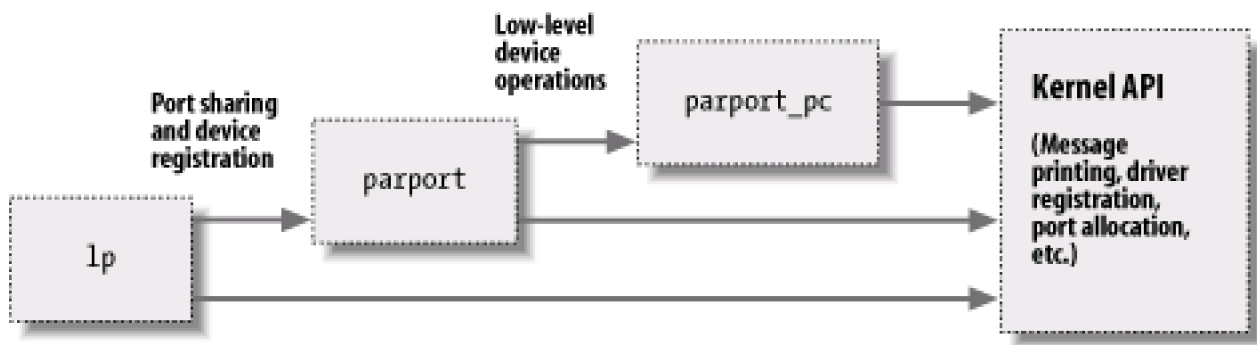 Low-level
device
operations
Port sharing
and device
registration
lp
parport
parport_pc
Kernel API
(Message
printing, driver
registration,
port allocation,
etc.)